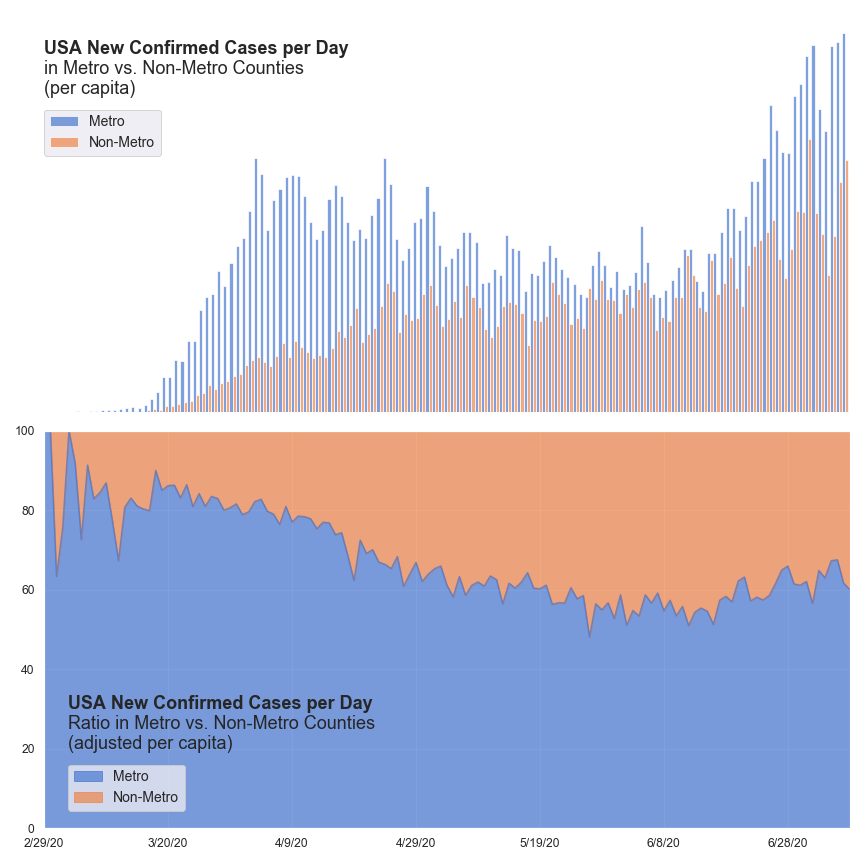 USA New Confirmed Cases per Day
in Metro vs. Non-Metro Counties
(per capita)
Metro
Non-Metro
100
80
60
40
20
0
USA New Confirmed Cases per Day
Ratio in Metro vs. Non-Metro Counties
(adjusted per capita)
Metro
Non-Metro
2/29/20 3/20/20 4/9/20 4/29/20 5/19/20 6/8/20 6/28/20